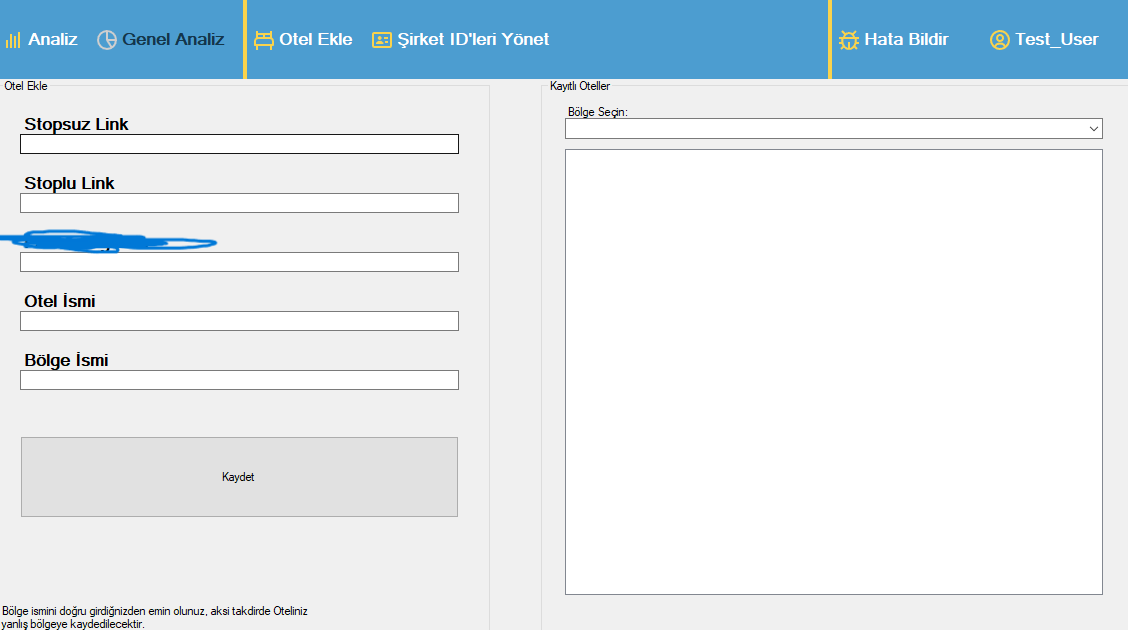 Analiz
Genel Analiz
Otel Ekle
Şirket ID'leri Yönet
Hata Bildir
Test_User
Otel Ekle
Stopsuz Link
Stoplu Link
Otel İsmi
Bölge İsmi
Kaydet
Bölge ismini doğru girdiğnizden emin olunuz, aksi takdirde Oteliniz
yanlış bölgeye kaydedilecektir.
Kayıtlı Oteller
Bölge Seçin: